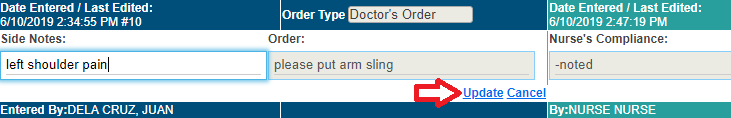 Date Entered / Last Edited:
6/10/2019 2:34:55 PM #10
Order Type Doctor's Order
Date Entered / Last Edited:
6/10/2019 2:47:19 PM
Side Notes:
Order:
Nurse's Compliance:
left shoulder pain
please put arm sling
-noted
Update Cancel
Entered By:DELA CRUZ, JUAN
By:NURSE NURSE